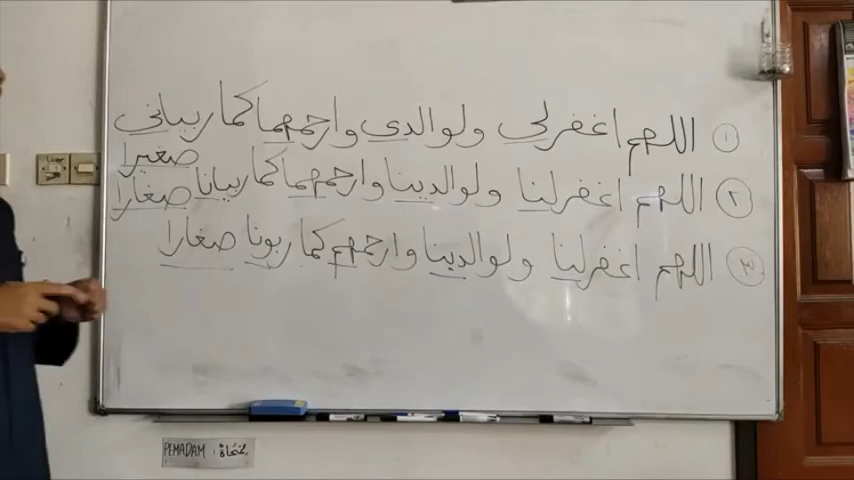 ١ اللهم اغفرلي ولوالدي وارحمهما كما ربياني
صغيرا
٢ اللهم اغفرلنا ولوالدينا وارحمهما كما ربيانا صغارا
٣ اللهم اغفرلنا ولوالدينا وارحمهم كما ربونا صغارا
PEMADAM : ممحاة